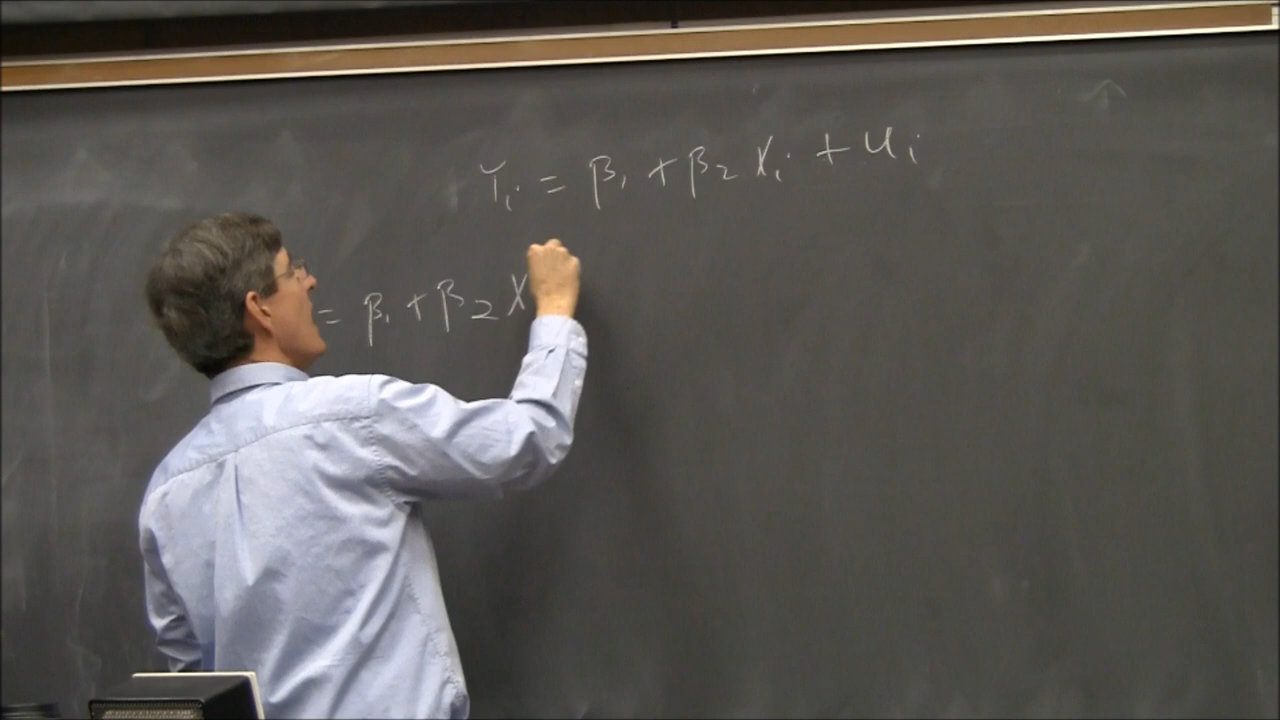 Yi = β1 + β2 Xi + ui
= β1 + β2 X